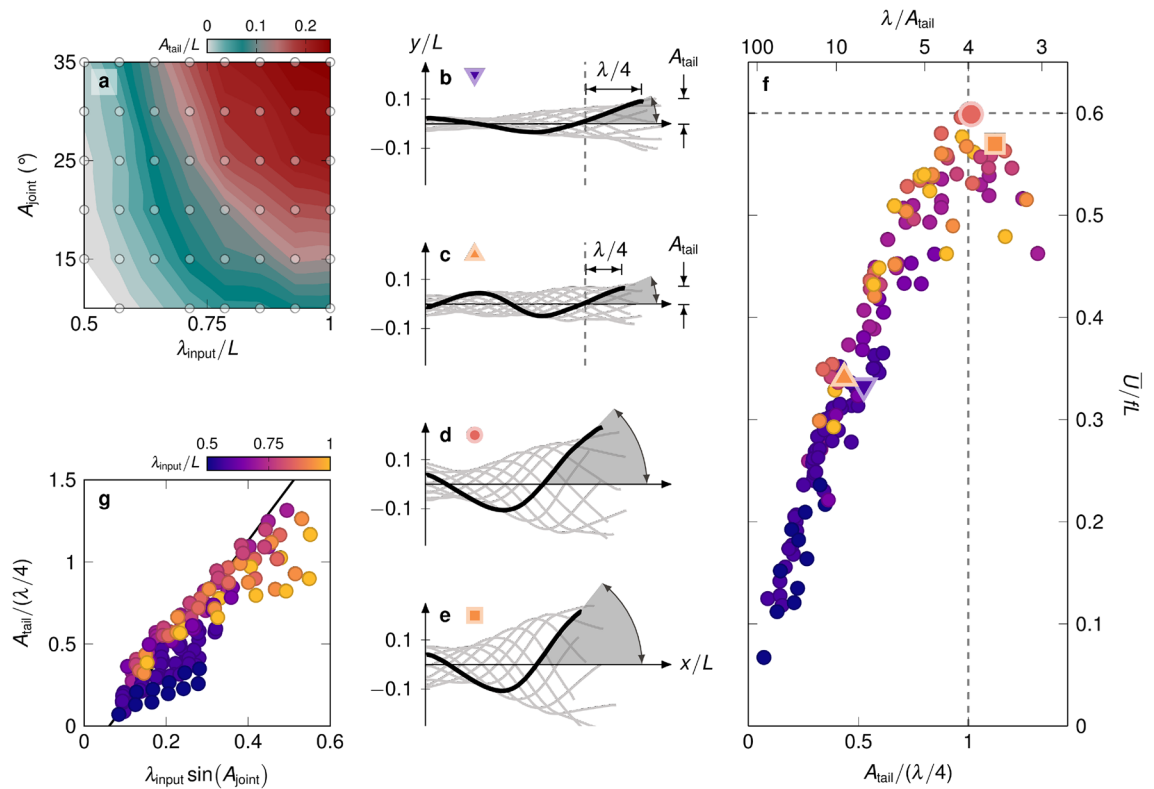 A_tail/L
0 0.1 0.2
a
35
25
15
A_joint (°)
0.5 0.75 1
λ_input/L
y/L
b
λ/4
A_tail
0.1
−0.1
c
λ/4
A_tail
0.1
−0.1
d
0.1
−0.1
e
0.1
−0.1
x/L
λ/A_tail
100 10 5 4 3
f
0.6
0.5
0.4
0.3
0.2
0.1
0
U̅/fL
0 0.5 1
A_tail/(λ/4)
λ_input/L
0.5 0.75 1
g
1.5
1
0.5
0
A_tail/(λ/4)
0 0.2 0.4 0.6
λ_input sin(A_joint)